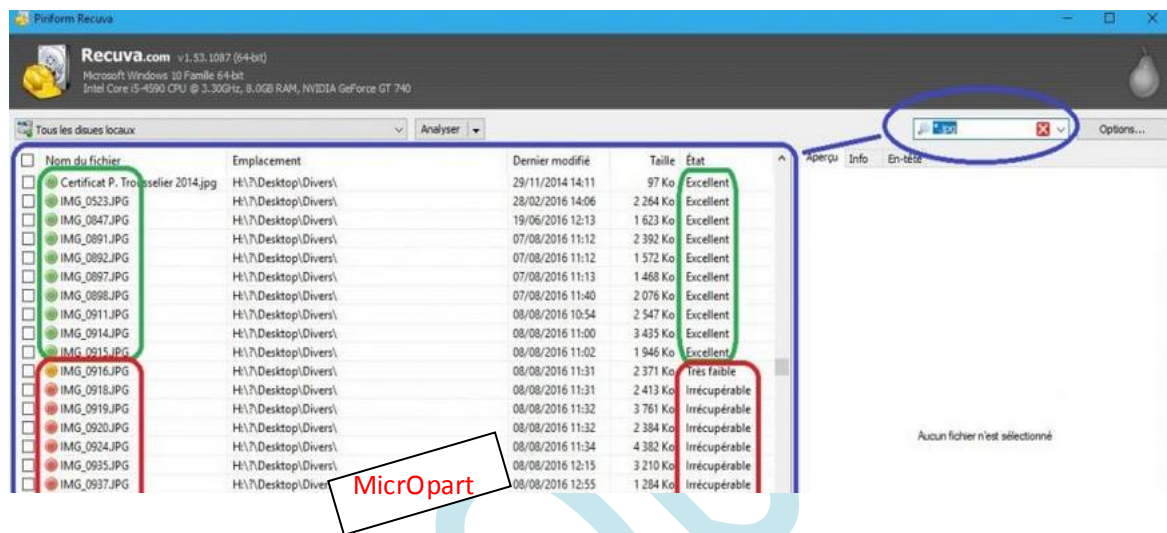 Piriform Recuva
Recuva.com v1.53.1087 (64-bit)
Microsoft Windows 10 Famille 64-bit
Intel Core i5-4590 CPU @ 3.30GHz, 8.0GB RAM, NVIDIA GeForce GT 740
Tous les disues locaux Analyser *.jpg Options...
Nom du fichier Emplacement Dernier modifié Taille État Aperçu Info En-tête
Certificat P. Trousselier 2014.jpg H:\?\Desktop\Divers\ 29/11/2014 14:11 97 Ko Excellent
IMG_0523.JPG H:\?\Desktop\Divers\ 28/02/2016 14:06 2 264 Ko Excellent
IMG_0847.JPG H:\?\Desktop\Divers\ 19/06/2016 12:13 1 623 Ko Excellent
IMG_0891.JPG H:\?\Desktop\Divers\ 07/08/2016 11:12 2 392 Ko Excellent
IMG_0892.JPG H:\?\Desktop\Divers\ 07/08/2016 11:12 1 572 Ko Excellent
IMG_0897.JPG H:\?\Desktop\Divers\ 07/08/2016 11:13 1 468 Ko Excellent
IMG_0898.JPG H:\?\Desktop\Divers\ 07/08/2016 11:40 2 076 Ko Excellent
IMG_0911.JPG H:\?\Desktop\Divers\ 08/08/2016 10:54 2 547 Ko Excellent
IMG_0914.JPG H:\?\Desktop\Divers\ 08/08/2016 11:00 3 435 Ko Excellent
IMG_0915.JPG H:\?\Desktop\Divers\ 08/08/2016 11:02 1 946 Ko Excellent
IMG_0916.JPG H:\?\Desktop\Divers\ 08/08/2016 11:31 2 371 Ko Très faible
IMG_0918.JPG H:\?\Desktop\Divers\ 08/08/2016 11:31 2 413 Ko Irrécupérable
IMG_0919.JPG H:\?\Desktop\Divers\ 08/08/2016 11:32 3 761 Ko Irrécupérable
IMG_0920.JPG H:\?\Desktop\Divers\ 08/08/2016 11:32 2 384 Ko Irrécupérable
IMG_0924.JPG H:\?\Desktop\Divers\ 08/08/2016 11:34 4 382 Ko Irrécupérable
IMG_0935.JPG H:\?\Desktop\Divers\ 08/08/2016 12:15 3 210 Ko Irrécupérable
IMG_0937.JPG H:\?\Desktop\Diver 08/08/2016 12:55 1 284 Ko Irrécupérable
Aucun fichier n'est sélectionné
MicrOpart